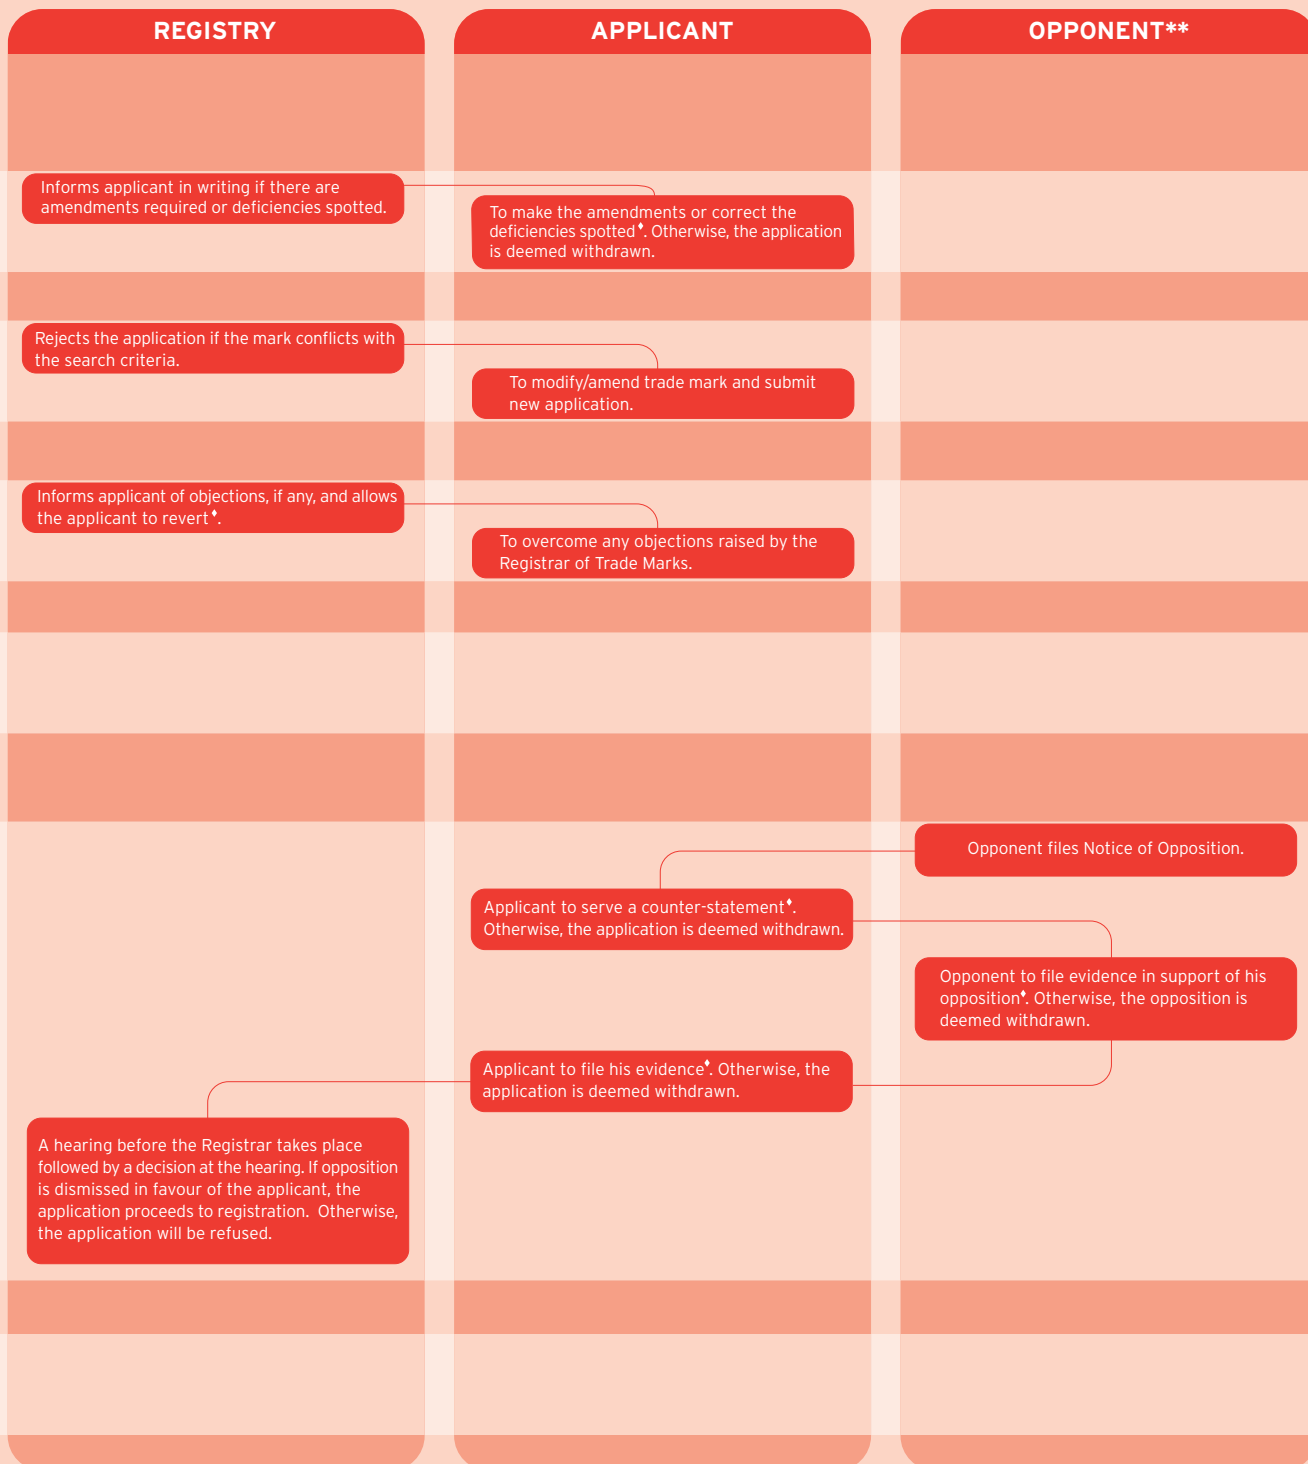 REGISTRY
APPLICANT
OPPONENT**
Informs applicant in writing if there are
amendments required or deficiencies spotted.
To make the amendments or correct the
deficiencies spotted♦. Otherwise, the application
is deemed withdrawn.
Rejects the application if the mark conflicts with
the search criteria.
To modify/amend trade mark and submit
new application.
Informs applicant of objections, if any, and allows
the applicant to revert♦.
To overcome any objections raised by the
Registrar of Trade Marks.
Opponent files Notice of Opposition.
Applicant to serve a counter-statement♦.
Otherwise, the application is deemed withdrawn.
Opponent to file evidence in support of his
opposition♦. Otherwise, the opposition is
deemed withdrawn.
Applicant to file his evidence♦. Otherwise, the
application is deemed withdrawn.
A hearing before the Registrar takes place
followed by a decision at the hearing. If opposition
is dismissed in favour of the applicant, the
application proceeds to registration. Otherwise,
the application will be refused.